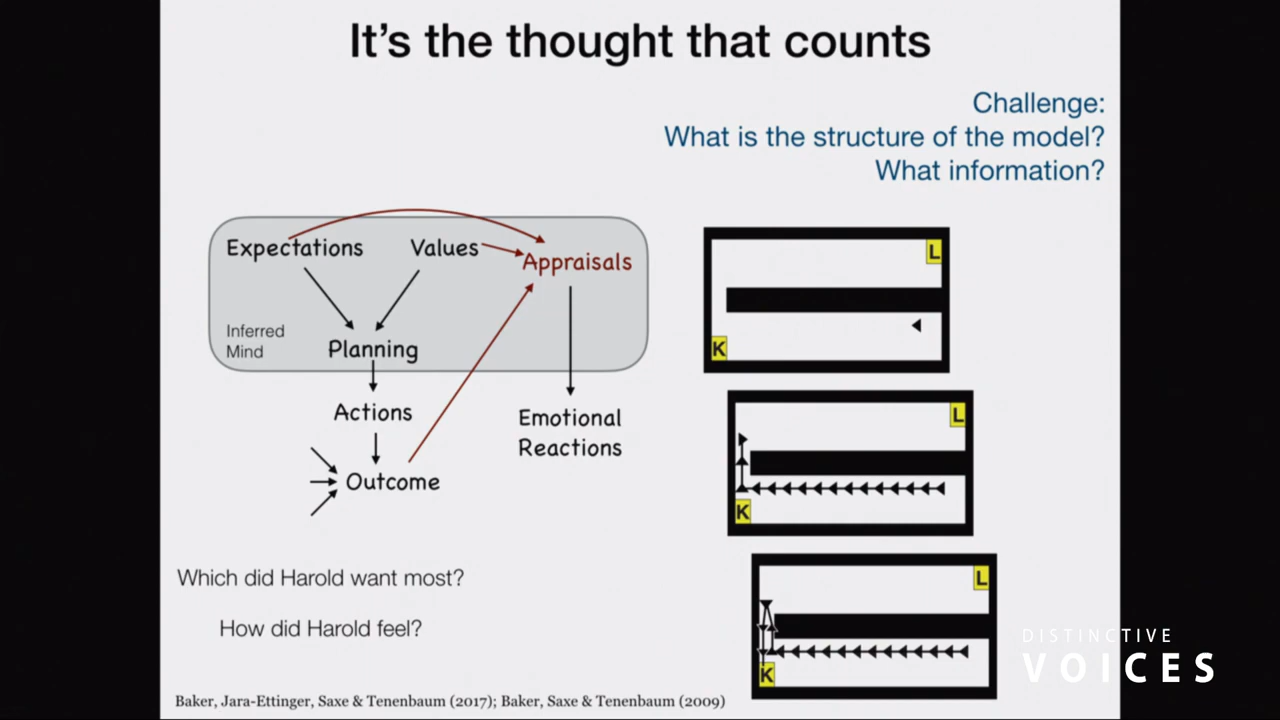 It's the thought that counts
Challenge:
What is the structure of the model?
What information?
Expectations
Values
Appraisals
Inferred
Mind
Planning
Actions
Emotional
Reactions
Outcome
L
K
L
K
L
K
Which did Harold want most?
How did Harold feel?
Baker, Jara-Ettinger, Saxe & Tenenbaum (2017); Baker, Saxe & Tenenbaum (2009)
DISTINCTIVE
VOICES